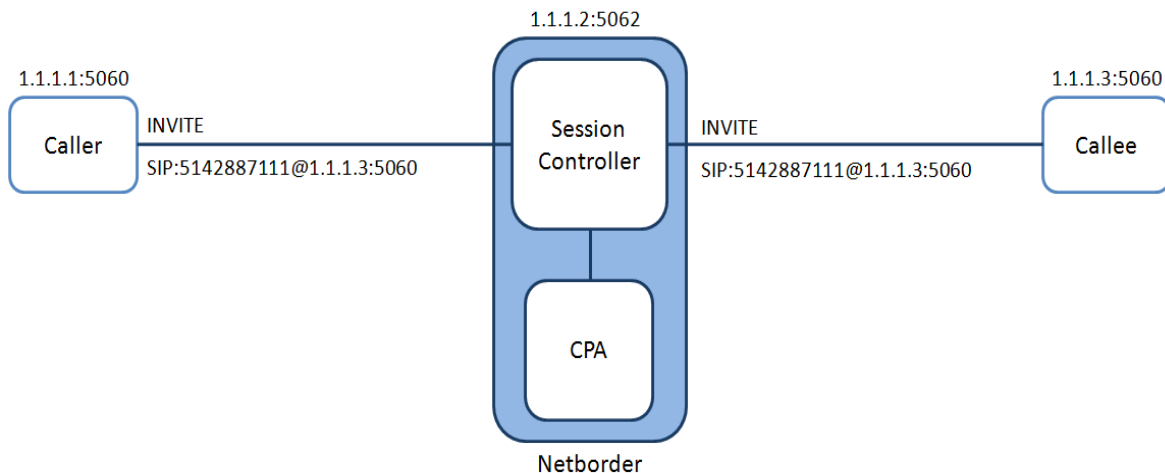 1.1.1.2:5062
1.1.1.1:5060
1.1.1.3:5060
Caller
INVITE
SIP:5142887111@1.1.1.3:5060
Session
Controller
INVITE
SIP:5142887111@1.1.1.3:5060
Callee
CPA
Netborder